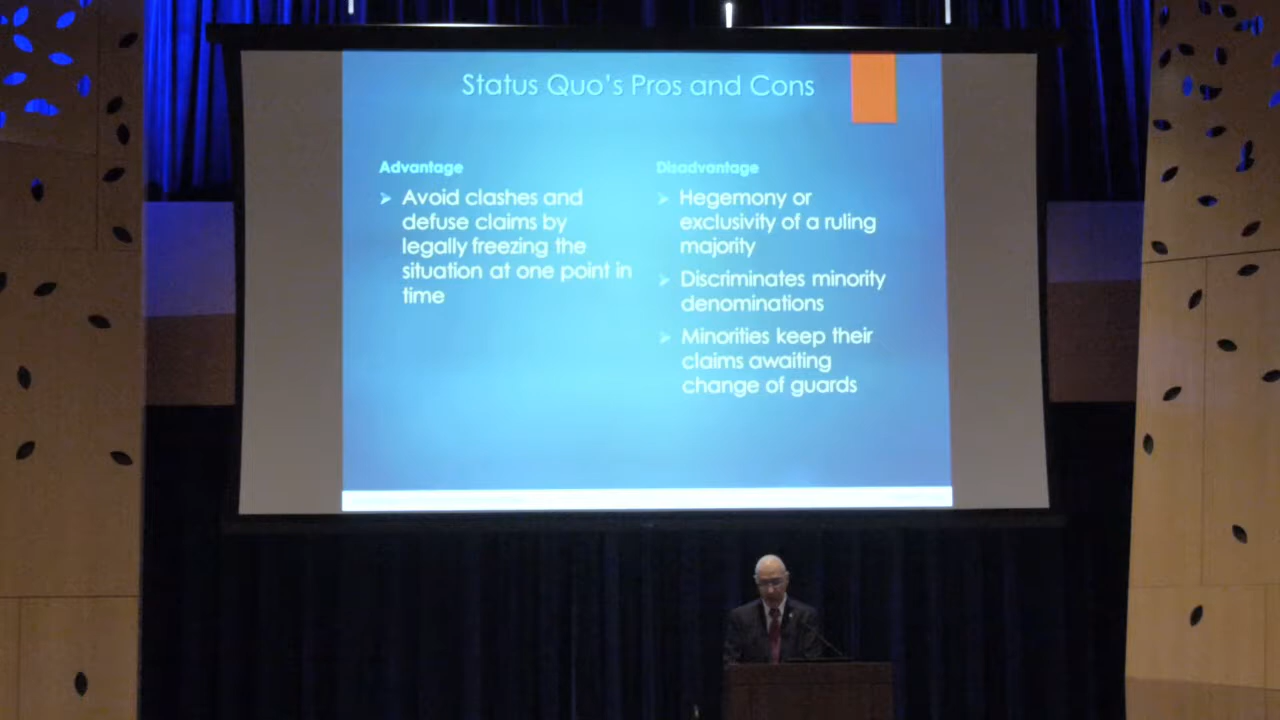 Status Quo's Pros and Cons
Advantage
Avoid clashes and
defuse claims by
legally freezing the
situation at one point in
time
Disadvantage
Hegemony or
exclusivity of a ruling
majority
Discriminates minority
denominations
Minorities keep their
claims awaiting
change of guards